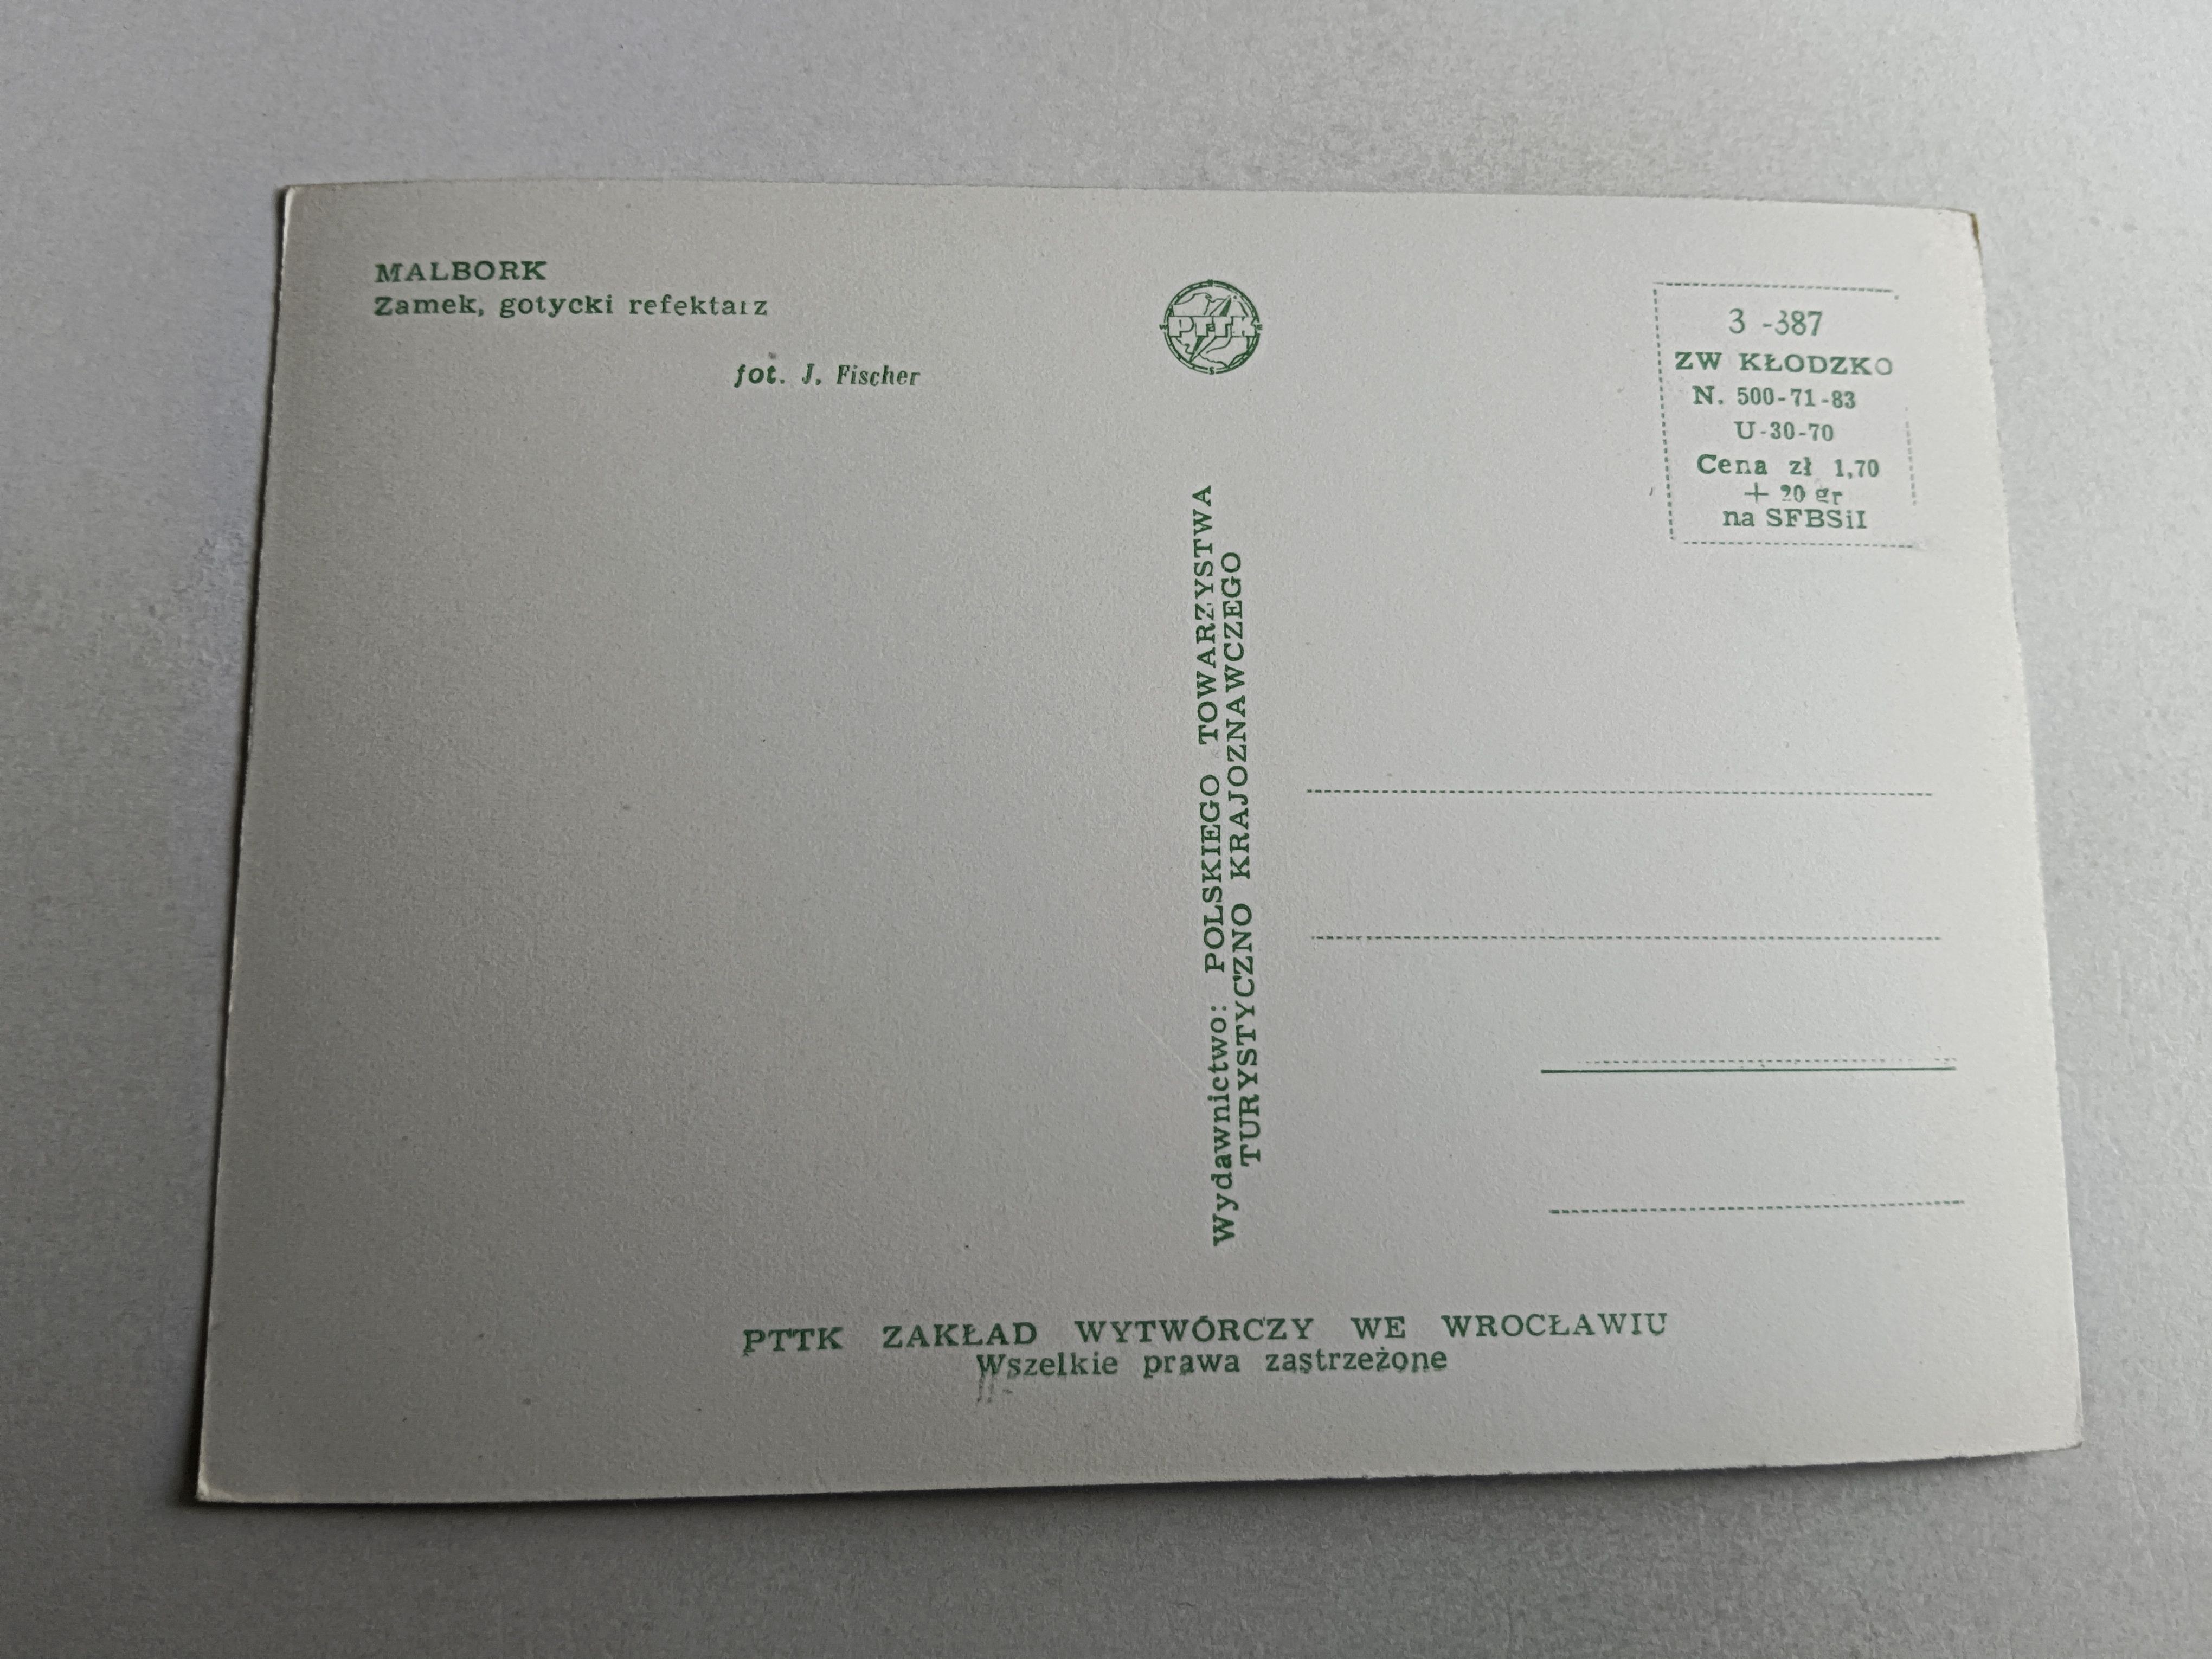 MALBORK
Zamek, gotycki refektarz
fot. J. Fischer
PTTK
3 -387
ZW KŁODZKO
N. 500-71-83
U-30-70
Cena zł 1,70
+ 20 gr
na SFBSiI
Wydawnictwo: POLSKIEGO TOWARZYSTWA
TURYSTYCZNO KRAJOZNAWCZEGO
PTTK ZAKŁAD WYTWÓRCZY WE WROCŁAWIU
Wszelkie prawa zastrzeżone